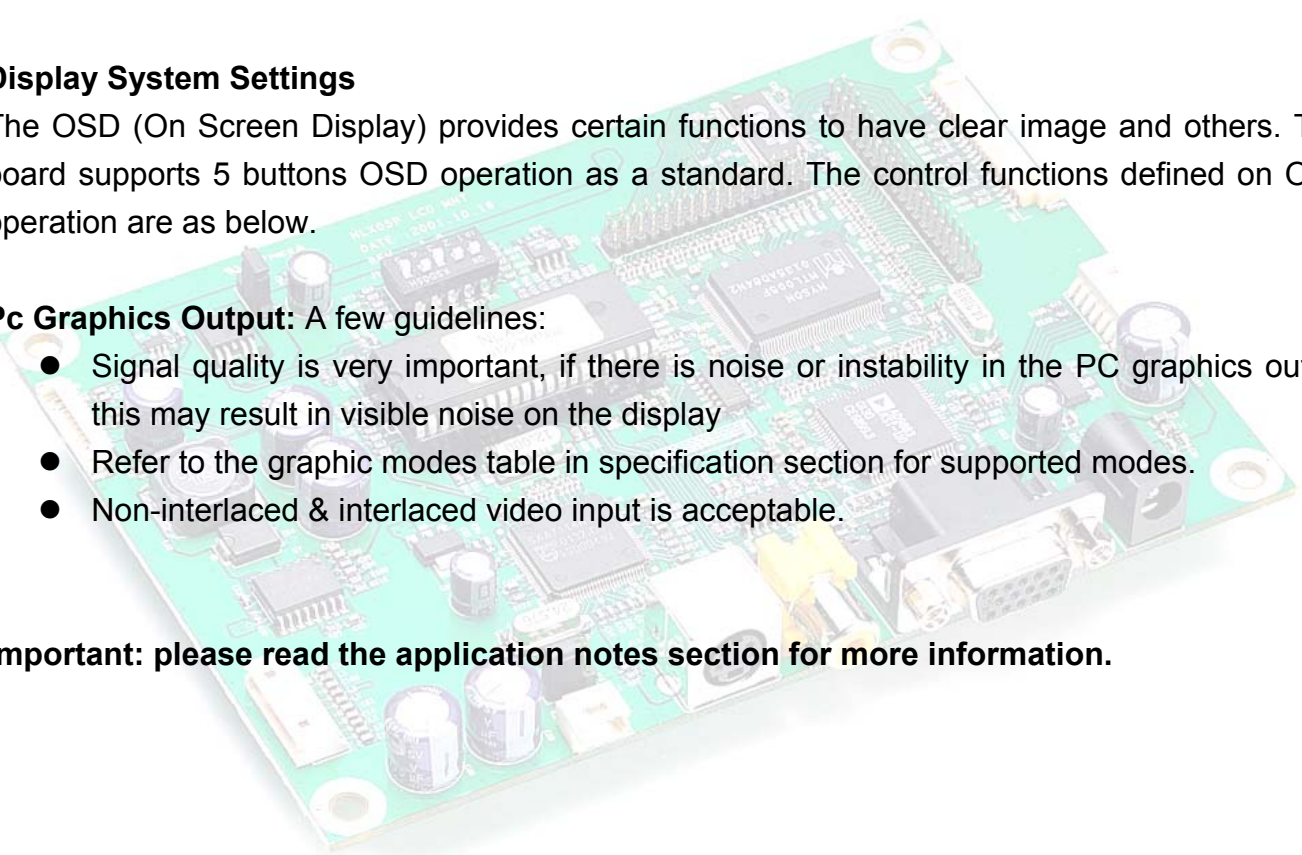 Display System Settings
The OSD (On Screen Display) provides certain functions to have clear image and others. T
board supports 5 buttons OSD operation as a standard. The control functions defined on O
operation are as below.
Pc Graphics Output: A few guidelines:
● Signal quality is very important, if there is noise or instability in the PC graphics out
this may result in visible noise on the display
● Refer to the graphic modes table in specification section for supported modes.
● Non-interlaced & interlaced video input is acceptable.
Important: please read the application notes section for more information.